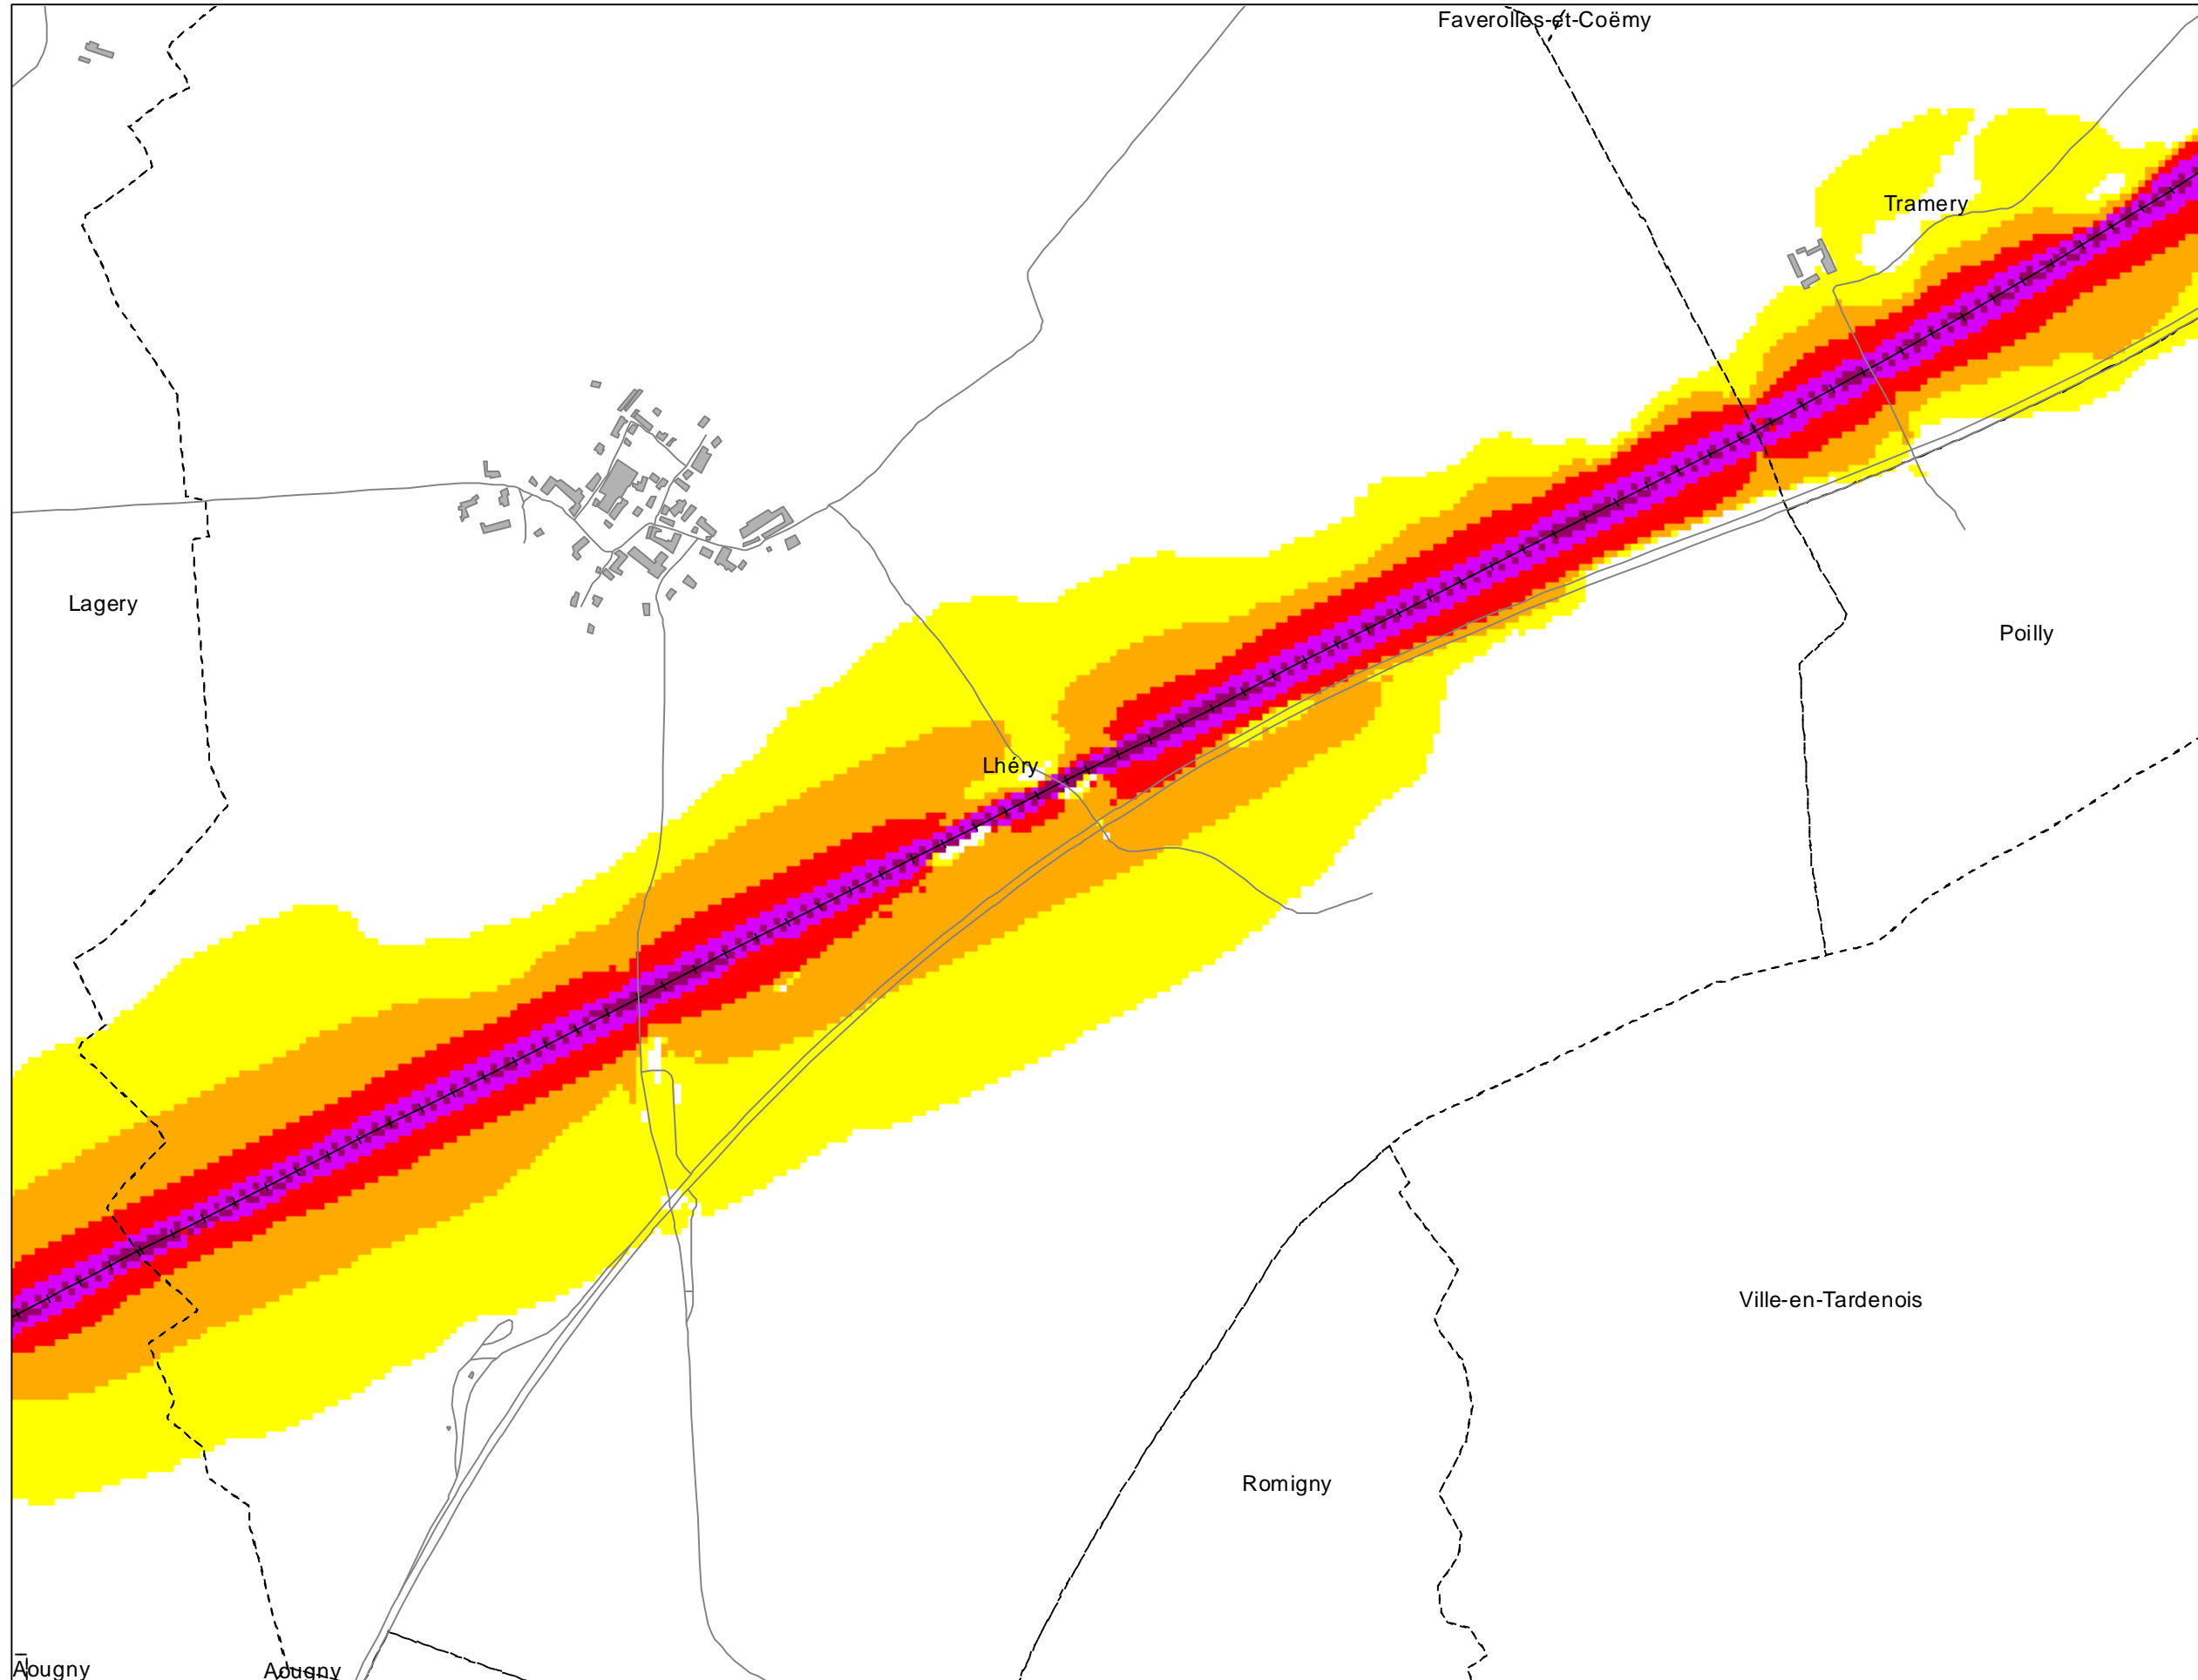 Faverolles-et-Coëmy
Tramery
Lagery
Poilly
Lhéry
Ville-en-Tardenois
Romigny
Aougny
Aougny